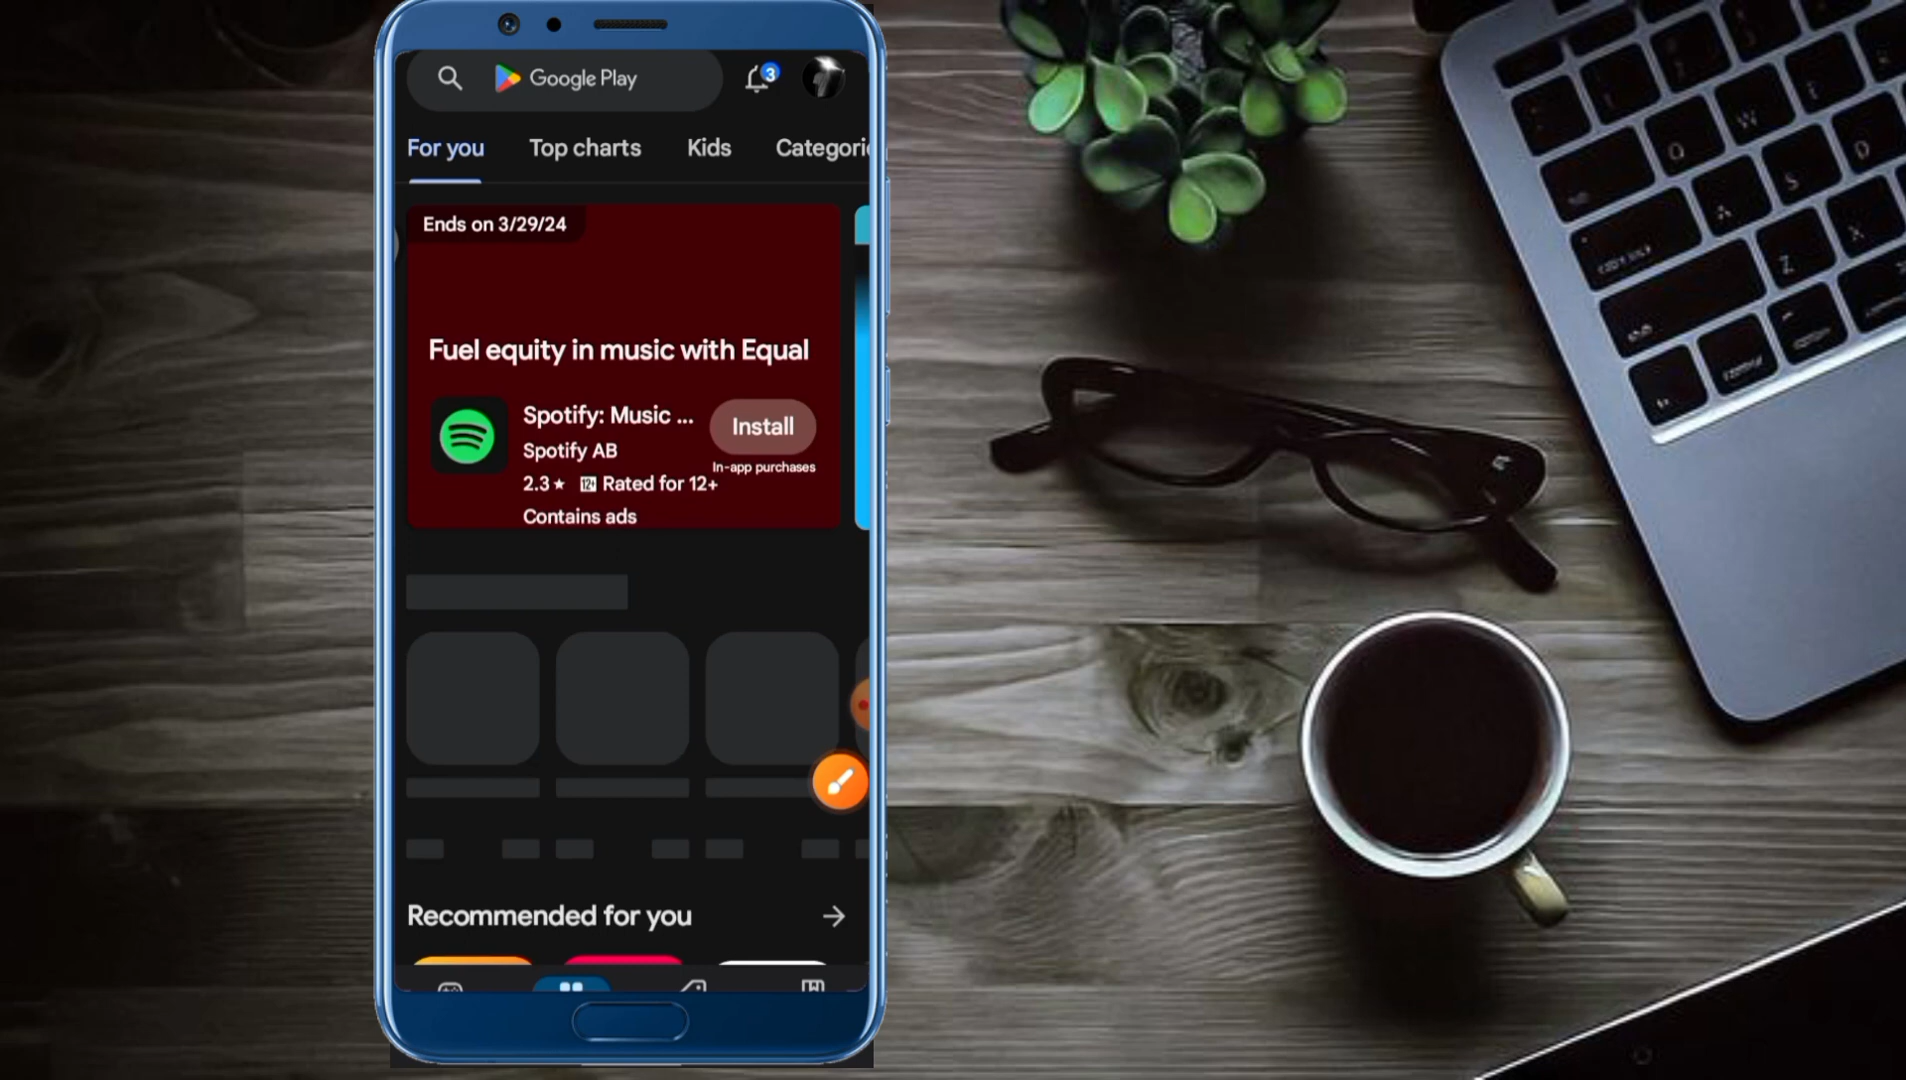 Google Play
3
For you
Top charts
Kids
Categori
Ends on 3/29/24
Fuel equity in music with Equal
Spotify: Music ...
Install
Spotify AB
In-app purchases
2.3★ 12+ Rated for 12+
Contains ads
Recommended for you
W
Q
A
S
Z
X